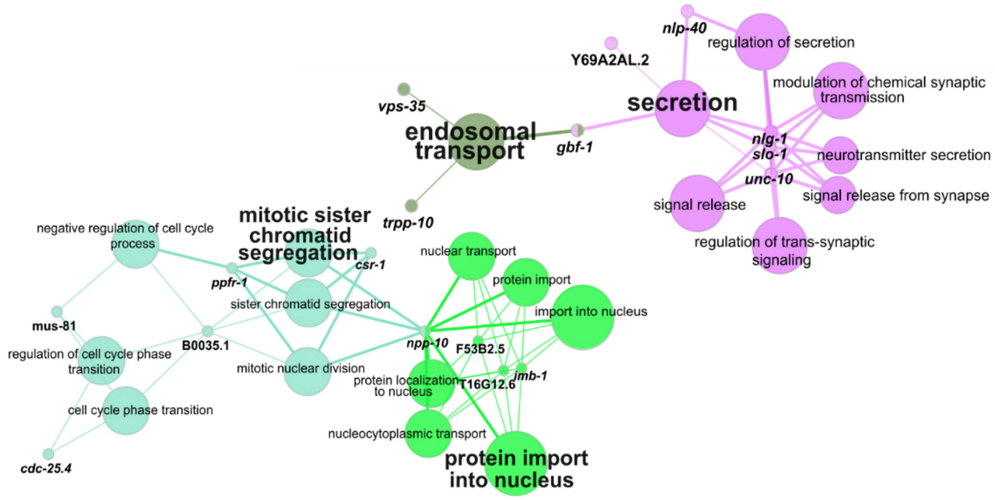 nlp-40
regulation of secretion
Y69A2AL.2
modulation of chemical synaptic
transmission
secretion
vps-35
endosomal
transport
gbf-1
nlg-1
slo-1
neurotransmitter secretion
unc-10
signal release from synapse
signal release
trpp-10
regulation of trans-synaptic
signaling
negative regulation of cell cycle
process
mitotic sister
chromatid
segregation
csr-1
ppfr-1
sister chromatid segregation
nuclear transport
protein import
import into nucleus
mus-81
B0035.1
npp-10
F53B2.5
regulation of cell cycle phase
transition
mitotic nuclear division
protein localization
to nucleus
T16G12.6
imb-1
cell cycle phase transition
nucleocytoplasmic transport
cdc-25.4
protein import
into nucleus